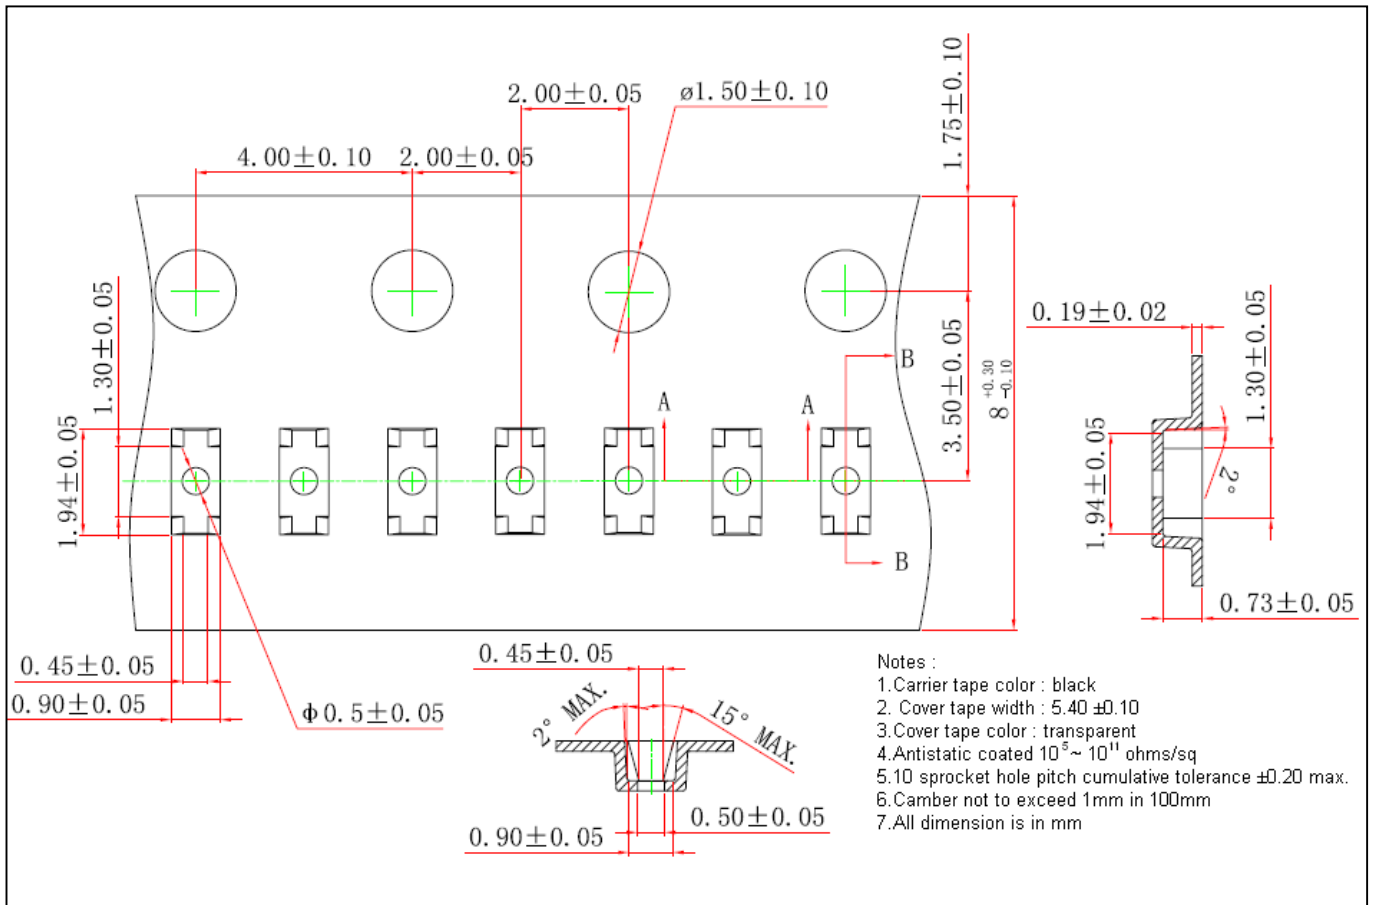 2.00±0.05
ø1.50±0.10
1.75±0.10
4.00±0.10
2.00±0.05
1.30±0.05
1.94±0.05
A
A
B
B
3.50±0.05
8 +0.30 -0.10
0.19±0.02
1.30±0.05
1.94±0.05
2°
0.73±0.05
0.45±0.05
0.90±0.05
Φ0.5±0.05
0.45±0.05
2° MAX.
15° MAX.
0.50±0.05
0.90±0.05
Notes :
1.Carrier tape color : black
2. Cover tape width : 5.40 ±0.10
3.Cover tape color : transparent
4.Antistatic coated 10⁵~ 10¹¹ ohms/sq
5.10 sprocket hole pitch cumulative tolerance ±0.20 max.
6.Camber not to exceed 1mm in 100mm
7.All dimension is in mm